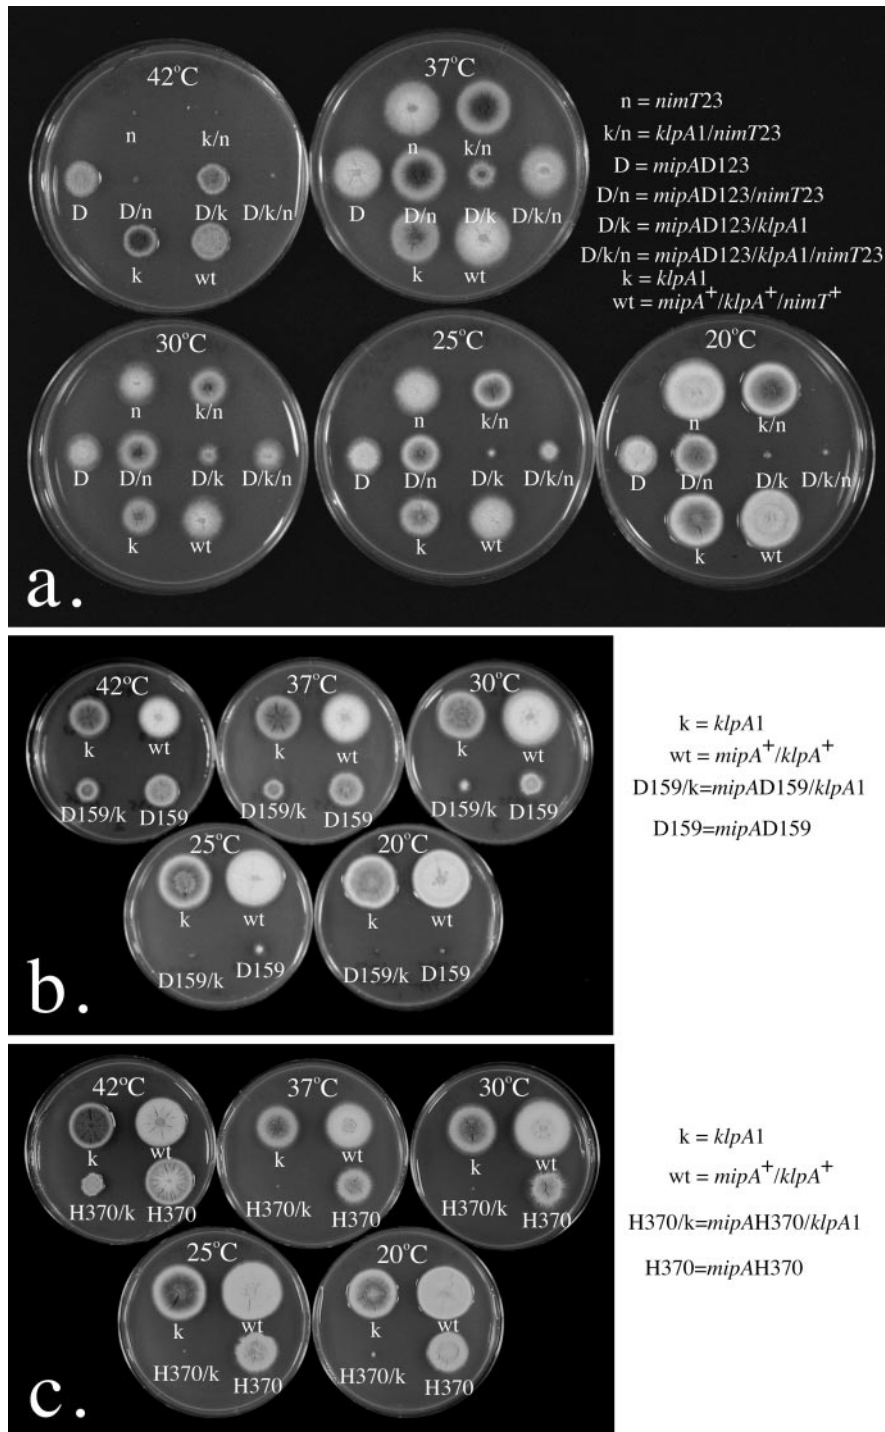 42°C
n
k/n
D
D/n
D/k
D/k/n
k
wt
37°C
n
k/n
D
D/n
D/k
D/k/n
k
wt
n = nimT23
k/n = klpA1/nimT23
D = mipAD123
D/n = mipAD123/nimT23
D/k = mipAD123/klpA1
D/k/n = mipAD123/klpA1/nimT23
k = klpA1
wt = mipA⁺/klpA⁺/nimT⁺
30°C
n
k/n
D
D/n
D/k
D/k/n
k
wt
25°C
n
k/n
D
D/n
D/k
D/k/n
k
wt
20°C
n
k/n
D
D/n
D/k
D/k/n
k
wt
a.
42°C
k
wt
D159/k
D159
37°C
k
wt
D159/k
D159
30°C
k
wt
D159/k
D159
k = klpA1
wt = mipA⁺/klpA⁺
D159/k=mipAD159/klpA1
D159=mipAD159
25°C
k
wt
D159/k
D159
20°C
k
wt
D159/k
D159
b.
42°C
k
wt
H370/k
H370
37°C
k
wt
H370/k
H370
30°C
k
wt
H370/k
H370
k = klpA1
wt = mipA⁺/klpA⁺
H370/k=mipAH370/klpA1
H370=mipAH370
25°C
k
wt
H370/k
H370
20°C
k
wt
H370/k
H370
c.